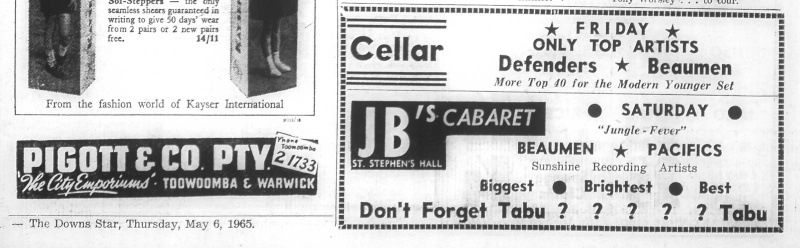 Sol-Steppers — the only
seamless sheers guaranteed in
writing to give 50 days' wear
from 2 pairs or 2 new pairs
free. 14/11
From the fashion world of Kayser International
PIGOTT & CO. PTY.
Phone
Toowoomba
2 1733
"The City Emporiums" · TOOWOOMBA & WARWICK
— The Downs Star, Thursday, May 6, 1965.
Cellar
★ FRIDAY ★
ONLY TOP ARTISTS
Defenders ★ Beaumen
More Top 40 for the Modern Younger Set
JB's CABARET
ST. STEPHEN'S HALL
● SATURDAY ●
"Jungle - Fever"
BEAUMEN ★ PACIFICS
Sunshine Recording Artists
Biggest ● Brightest ● Best
Don't Forget Tabu ? ? ? ? ? Tabu